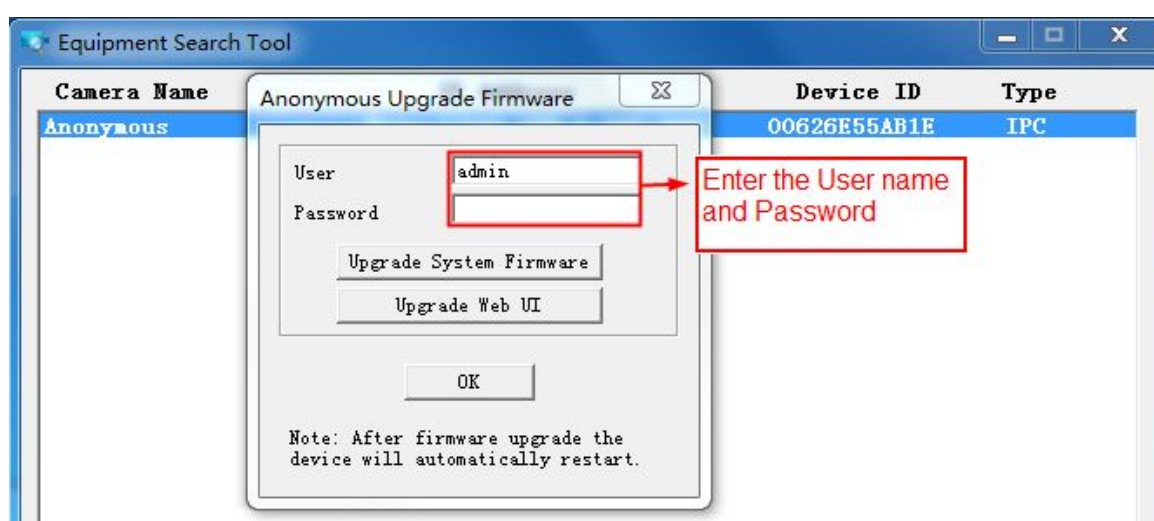 Equipment Search Tool
Camera Name Device ID Type
Anonymous 00626E55AB1E IPC
Anonymous Upgrade Firmware
User admin
Password
Enter the User name
and Password
Upgrade System Firmware
Upgrade Web UI
OK
Note: After firmware upgrade the
device will automatically restart.